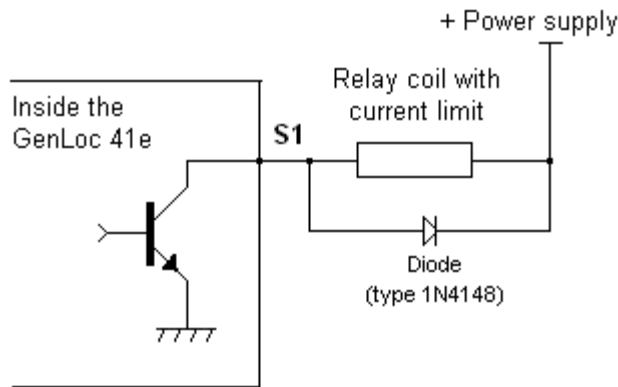 + Power supply
Relay coil with
current limit
Inside the
GenLoc 41e
S1
Diode
(type 1N4148)